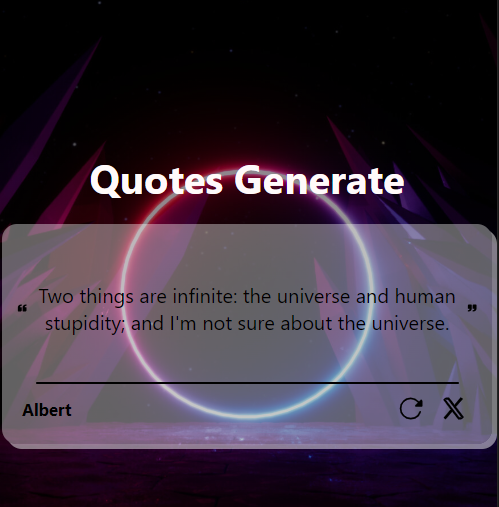 Quotes Generate
❝ Two things are infinite: the universe and human ❞
stupidity; and I'm not sure about the universe.
Albert